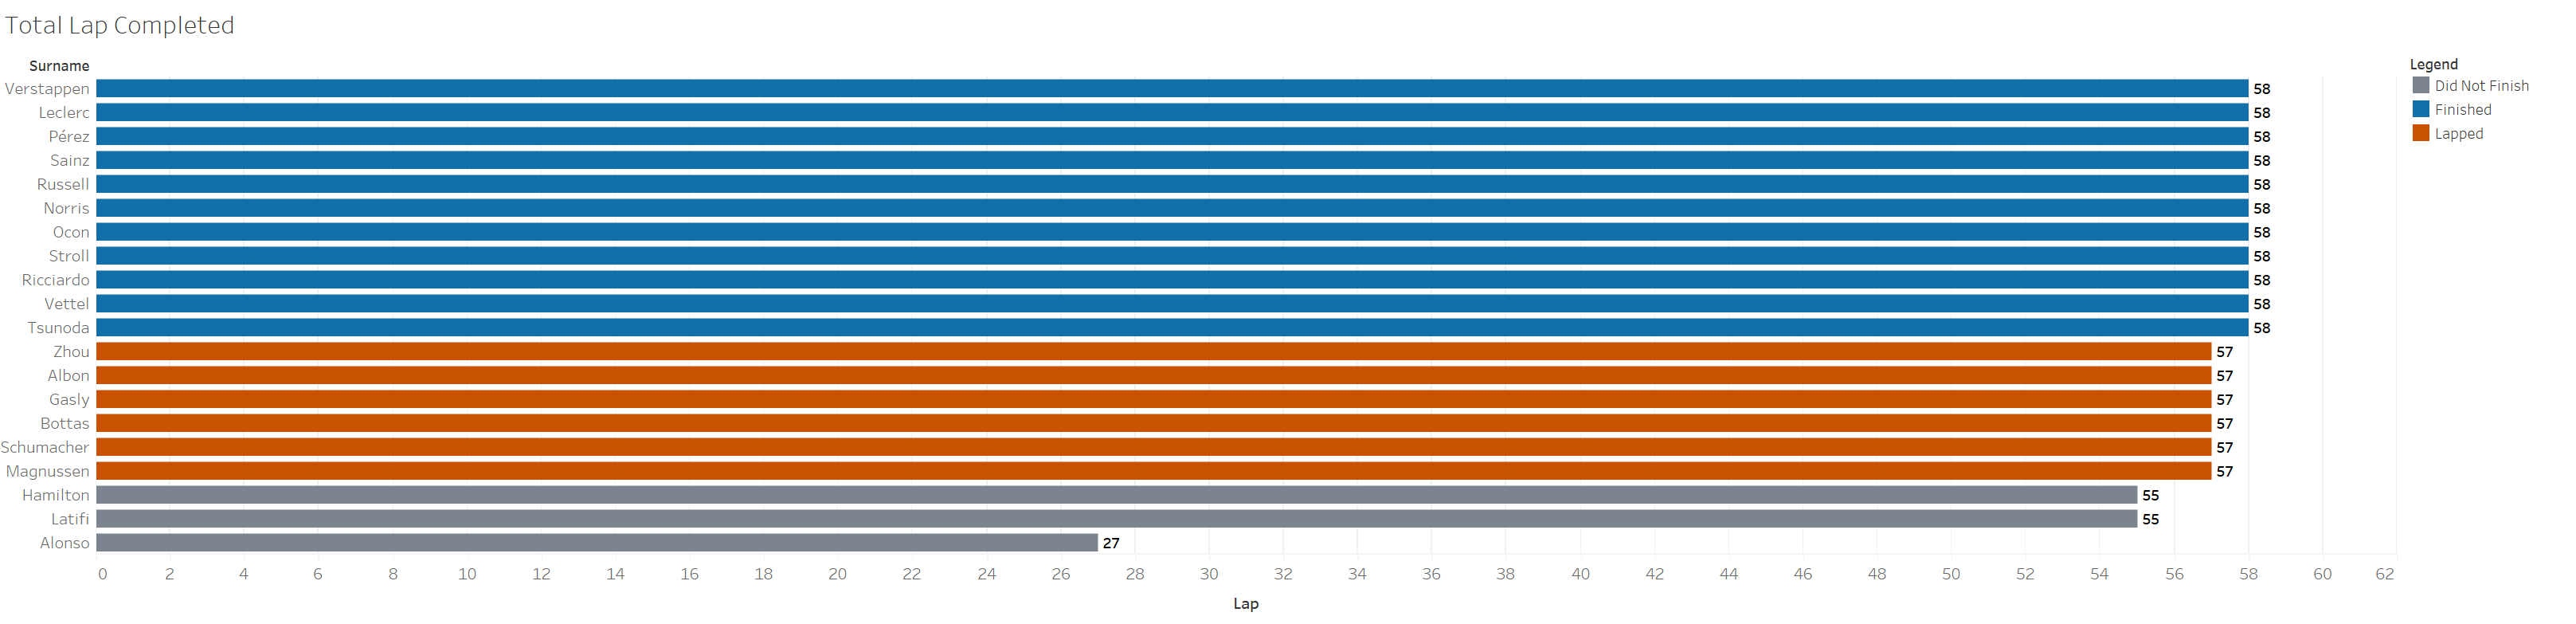 Total Lap Completed
Surname
Legend
Verstappen 58
Did Not Finish
Leclerc 58
Finished
Pérez 58
Lapped
Sainz 58
Russell 58
Norris 58
Ocon 58
Stroll 58
Ricciardo 58
Vettel 58
Tsunoda 58
Zhou 57
Albon 57
Gasly 57
Bottas 57
Schumacher 57
Magnussen 57
Hamilton 55
Latifi 55
Alonso 27
0 2 4 6 8 10 12 14 16 18 20 22 24 26 28 30 32 34 36 38 40 42 44 46 48 50 52 54 56 58 60 62
Lap